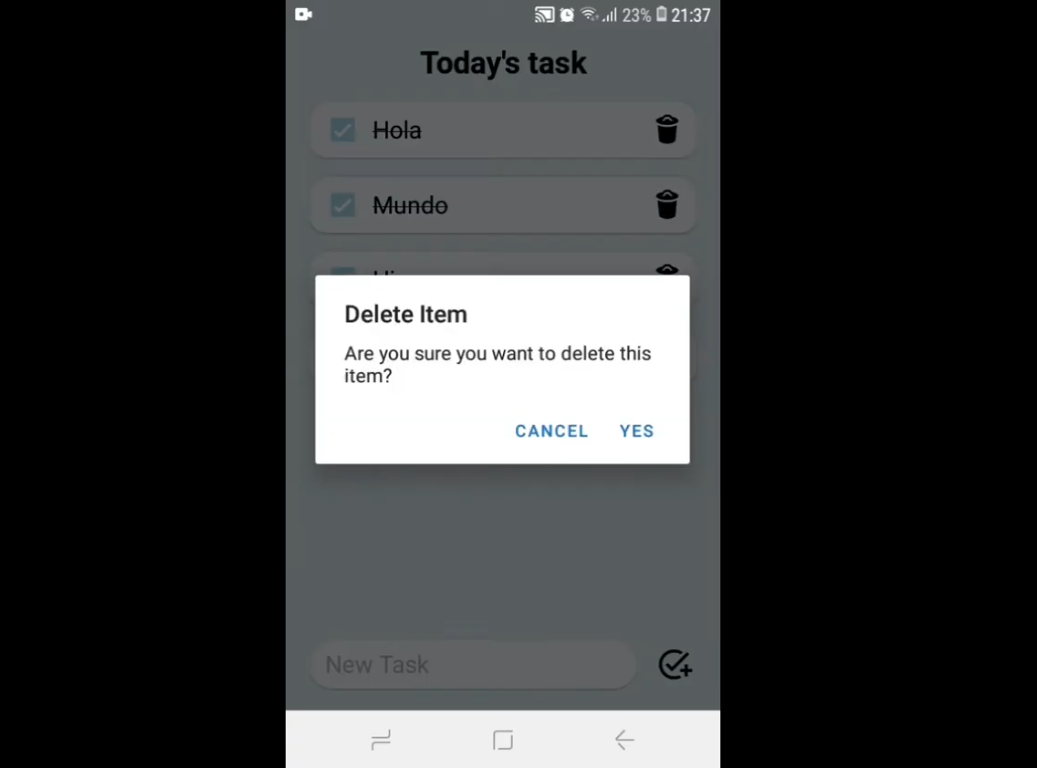 23% 21:37
Today's task
Hola
Mundo
Delete Item
Are you sure you want to delete this
item?
CANCEL YES
New Task